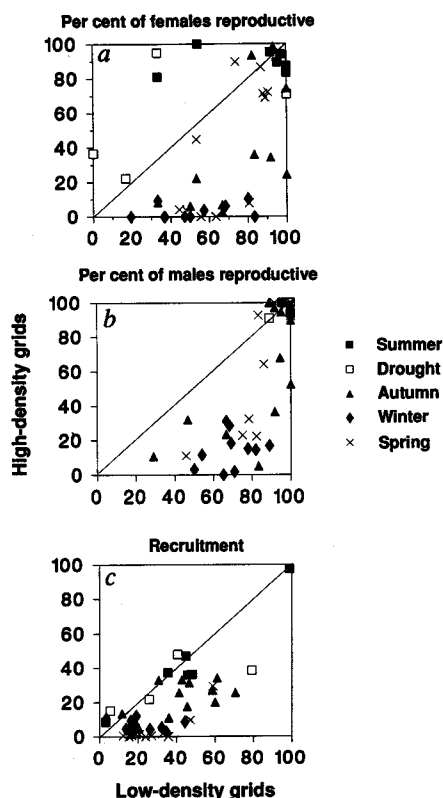 Per cent of females reproductive
a
100
80
60
40
20
0
0 20 40 60 80 100
Per cent of males reproductive
b
100
80
60
40
20
0
0 20 40 60 80 100
High-density grids
Summer
Drought
Autumn
Winter
Spring
Recruitment
c
100
80
60
40
20
0
0 20 40 60 80 100
Low-density grids